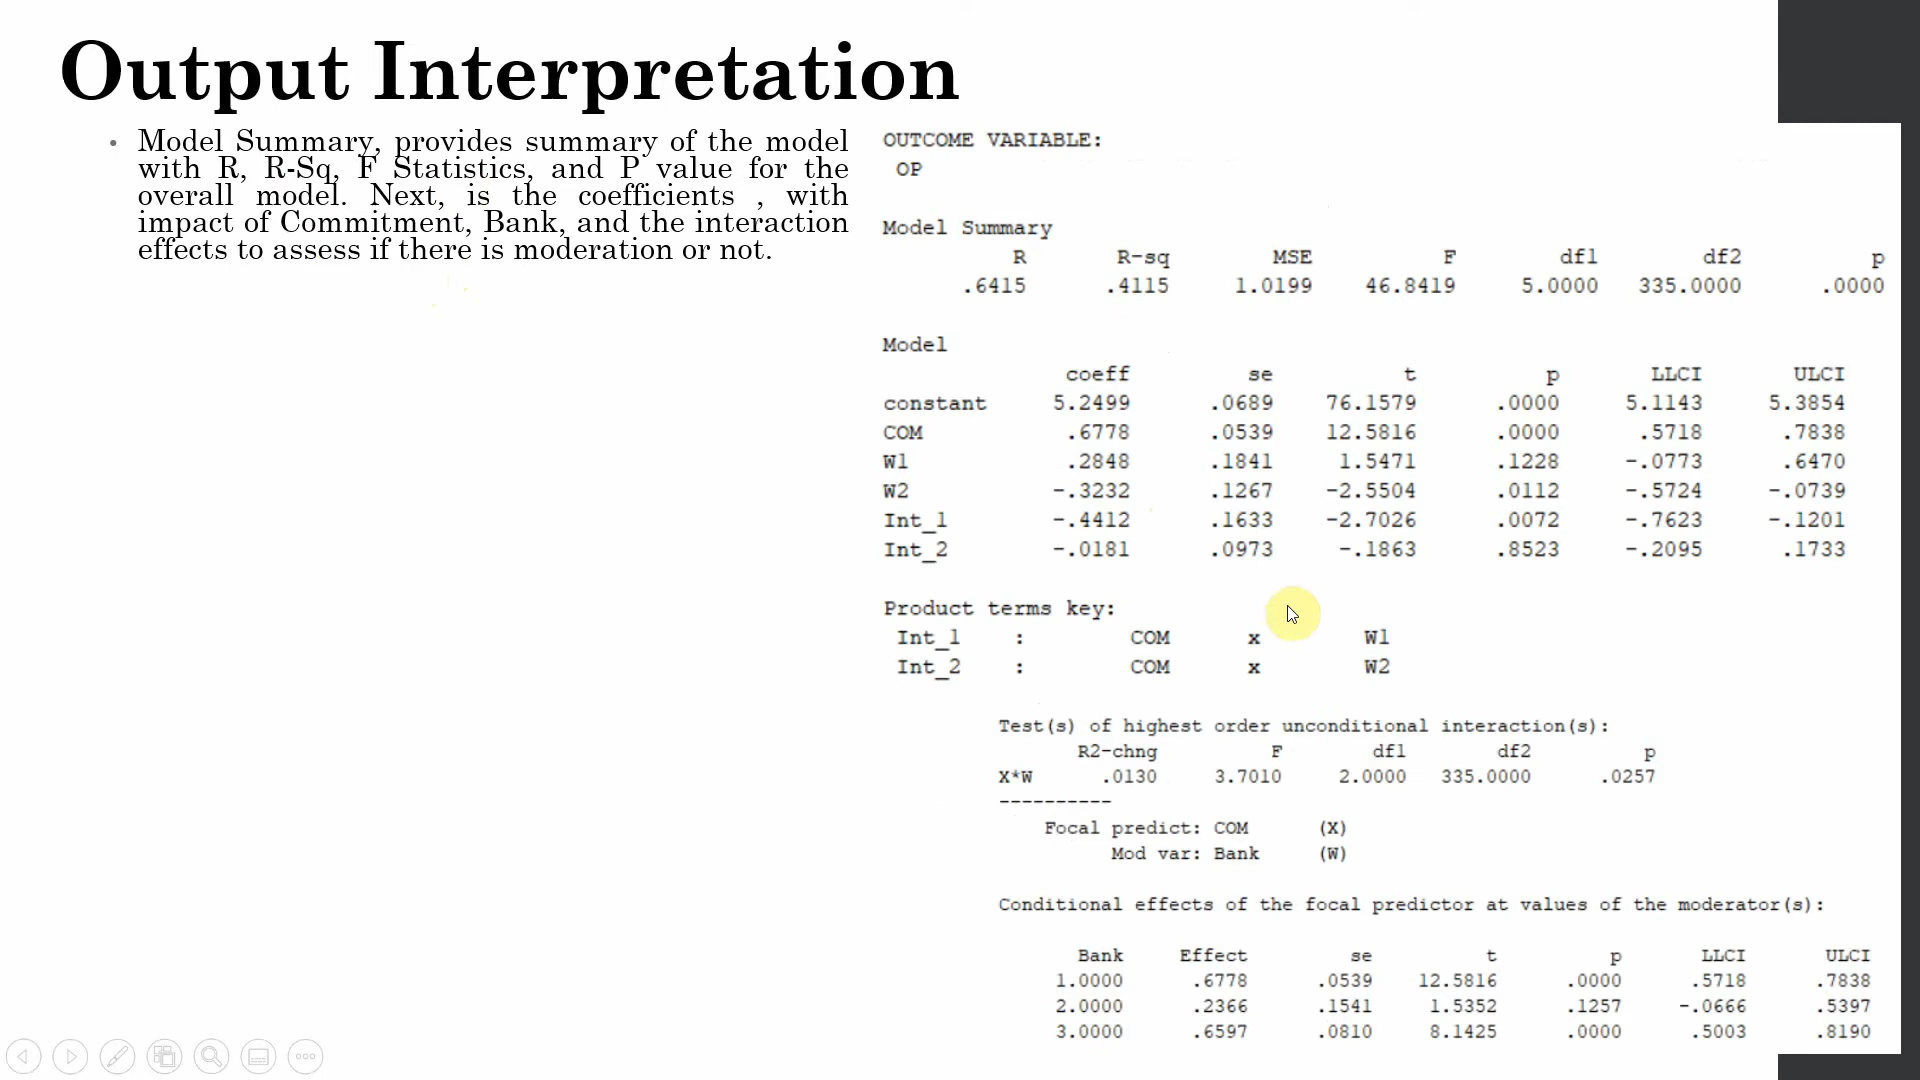 Output Interpretation
• Model Summary, provides summary of the model
with R, R-Sq, F Statistics, and P value for the
overall model. Next, is the coefficients , with
impact of Commitment, Bank, and the interaction
effects to assess if there is moderation or not.
OUTCOME VARIABLE:
OP
Model Summary
R R-sq MSE F df1 df2 p
.6415 .4115 1.0199 46.8419 5.0000 335.0000 .0000
Model
coeff se t p LLCI ULCI
constant 5.2499 .0689 76.1579 .0000 5.1143 5.3854
COM .6778 .0539 12.5816 .0000 .5718 .7838
W1 .2848 .1841 1.5471 .1228 -.0773 .6470
W2 -.3232 .1267 -2.5504 .0112 -.5724 -.0739
Int_1 -.4412 .1633 -2.7026 .0072 -.7623 -.1201
Int_2 -.0181 .0973 -.1863 .8523 -.2095 .1733
Product terms key:
Int_1 : COM x W1
Int_2 : COM x W2
Test(s) of highest order unconditional interaction(s):
R2-chng F df1 df2 p
X*W .0130 3.7010 2.0000 335.0000 .0257
----------
Focal predict: COM (X)
Mod var: Bank (W)
Conditional effects of the focal predictor at values of the moderator(s):
Bank Effect se t p LLCI ULCI
1.0000 .6778 .0539 12.5816 .0000 .5718 .7838
2.0000 .2366 .1541 1.5352 .1257 -.0666 .5397
3.0000 .6597 .0810 8.1425 .0000 .5003 .8190